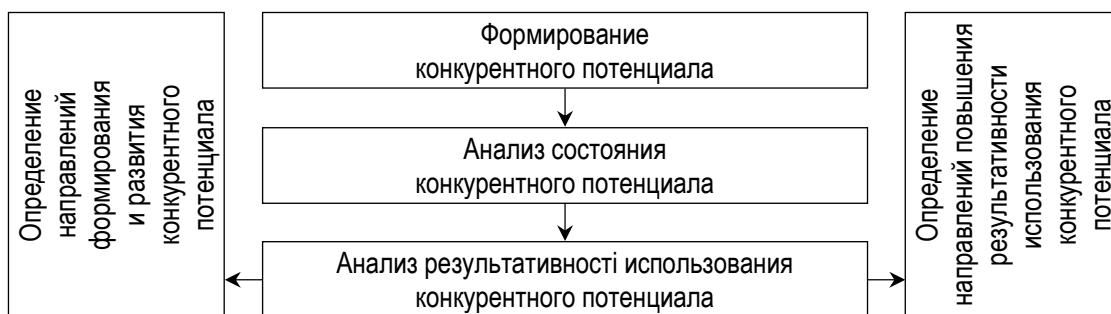 Определение
направлений
формирования
и развития
конкурентного
потенциала
Формирование
конкурентного потенциала
Анализ состояния
конкурентного потенциала
Анализ результативності использования
конкурентного потенциала
Определение
направлений повышения
результативности
использования
конкурентного
потенциала